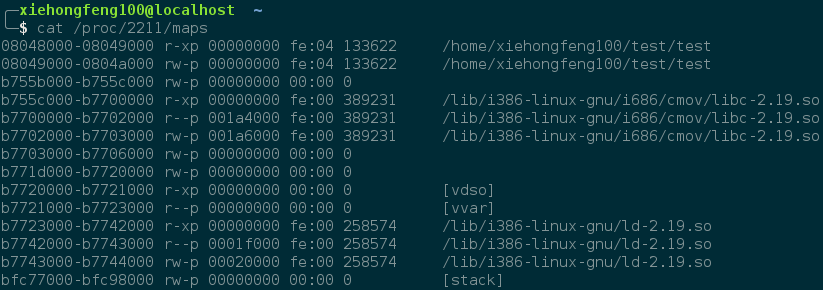 ╭─xiehongfeng100@localhost  ~
╰─$ cat /proc/2211/maps
08048000-08049000 r-xp 00000000 fe:04 133622     /home/xiehongfeng100/test/test
08049000-0804a000 rw-p 00000000 fe:04 133622     /home/xiehongfeng100/test/test
b755b000-b755c000 rw-p 00000000 00:00 0
b755c000-b7700000 r-xp 00000000 fe:00 389231     /lib/i386-linux-gnu/i686/cmov/libc-2.19.so
b7700000-b7702000 r--p 001a4000 fe:00 389231     /lib/i386-linux-gnu/i686/cmov/libc-2.19.so
b7702000-b7703000 rw-p 001a6000 fe:00 389231     /lib/i386-linux-gnu/i686/cmov/libc-2.19.so
b7703000-b7706000 rw-p 00000000 00:00 0
b771d000-b7720000 rw-p 00000000 00:00 0
b7720000-b7721000 r-xp 00000000 00:00 0          [vdso]
b7721000-b7723000 r--p 00000000 00:00 0          [vvar]
b7723000-b7742000 r-xp 00000000 fe:00 258574     /lib/i386-linux-gnu/ld-2.19.so
b7742000-b7743000 r--p 0001f000 fe:00 258574     /lib/i386-linux-gnu/ld-2.19.so
b7743000-b7744000 rw-p 00020000 fe:00 258574     /lib/i386-linux-gnu/ld-2.19.so
bfc77000-bfc98000 rw-p 00000000 00:00 0          [stack]